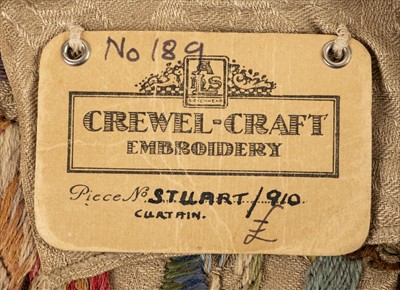 No 189
CREWEL-CRAFT
EMBROIDERY
Piece No. STUART/910
CURTAIN.
£